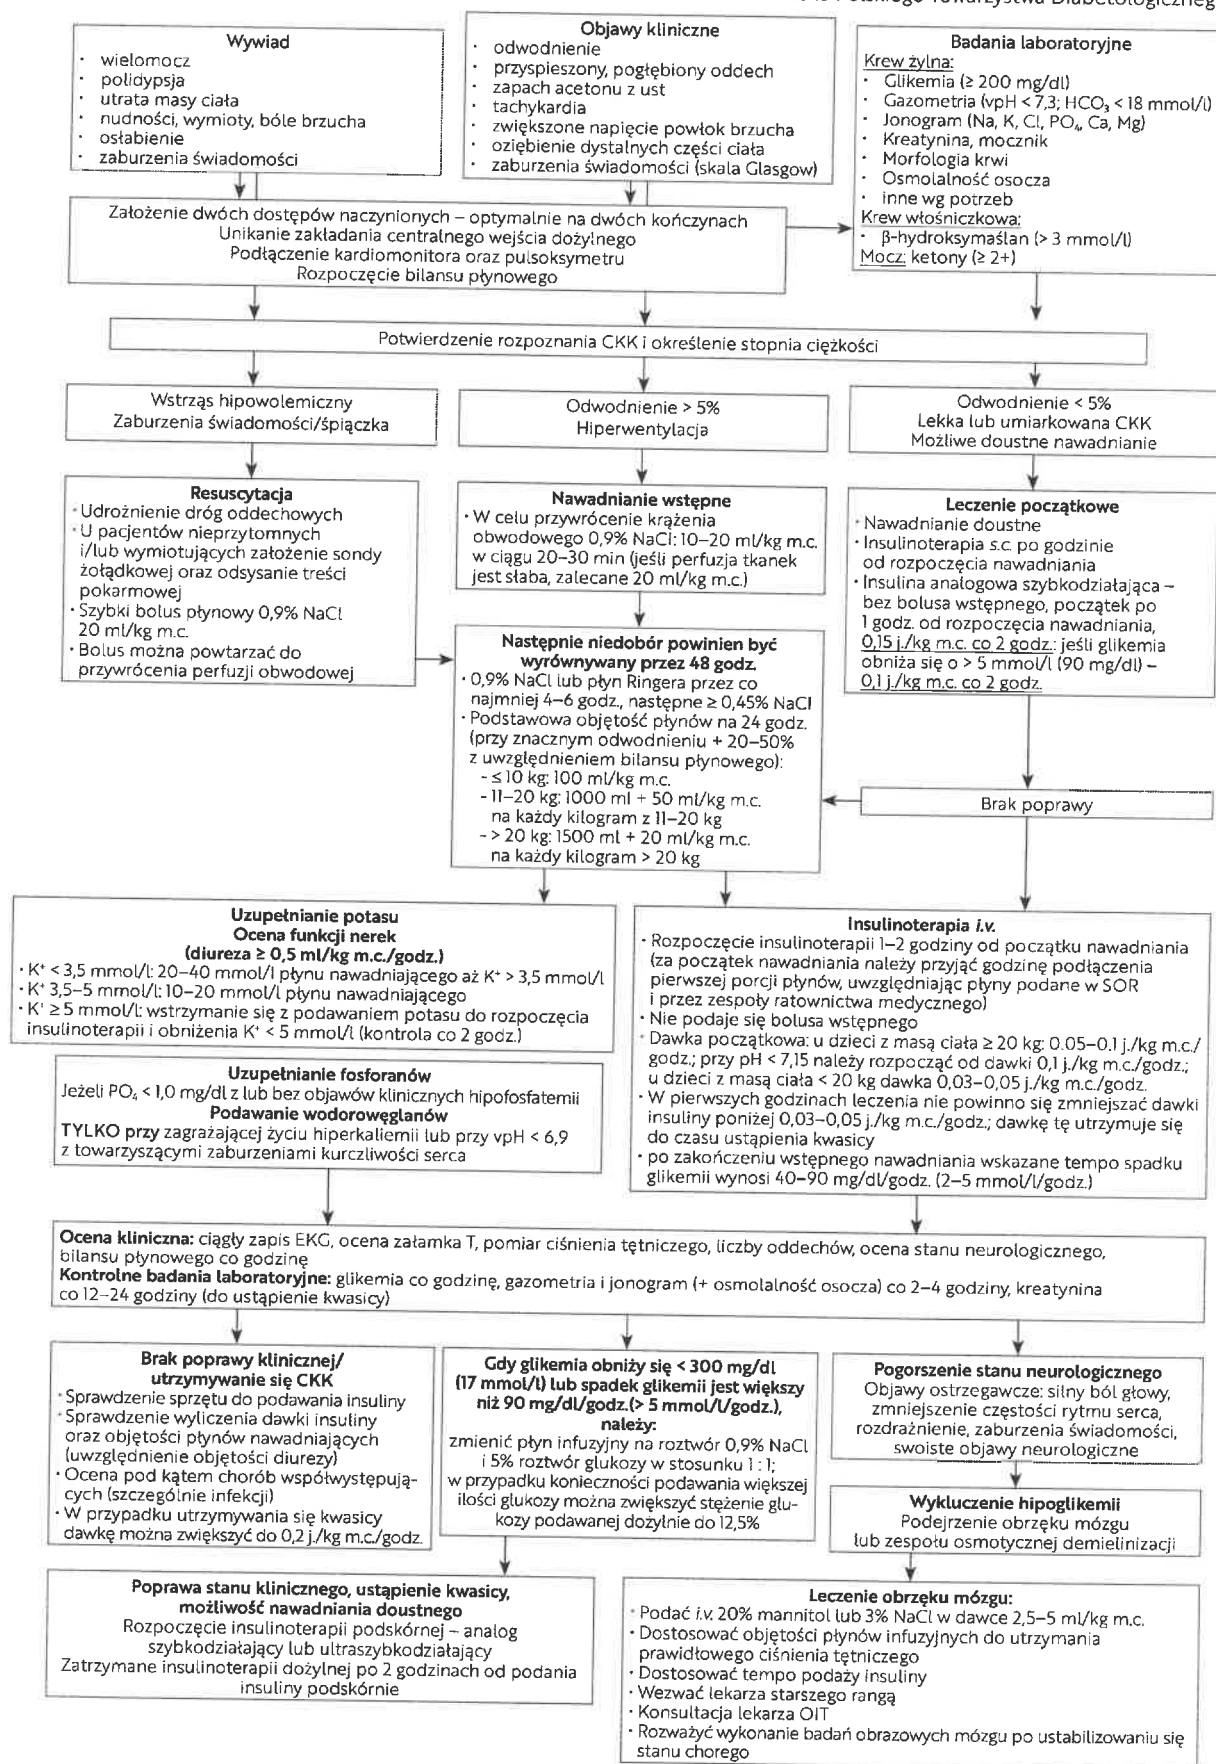 Polskiego Towarzystwa Diabetologicznego
Wywiad
· wielomocz
· polidypsja
· utrata masy ciała
· nudności, wymioty, bóle brzucha
· osłabienie
· zaburzenia świadomości
Objawy kliniczne
· odwodnienie
· przyspieszony, pogłębiony oddech
· zapach acetonu z ust
· tachykardia
· zwiększone napięcie powłok brzucha
· oziębienie dystalnych części ciała
· zaburzenia świadomości (skala Glasgow)
Badania laboratoryjne
Krew żylna:
· Glikemia (≥ 200 mg/dl)
· Gazometria (vpH < 7,3; HCO₃ < 18 mmol/l)
· Jonogram (Na, K, Cl, PO₄, Ca, Mg)
· Kreatynina, mocznik
· Morfologia krwi
· Osmolalność osocza
· inne wg potrzeb
Krew włośniczkowa:
· β-hydroksymaślan (> 3 mmol/l)
Mocz: ketony (≥ 2+)
Założenie dwóch dostępów naczynionych – optymalnie na dwóch kończynach
Unikanie zakładania centralnego wejścia dożylnego
Podłączenie kardiomonitora oraz pulsoksymetru
Rozpoczęcie bilansu płynowego
Potwierdzenie rozpoznania CKK i określenie stopnia ciężkości
Wstrząs hipowolemiczny
Zaburzenia świadomości/śpiączka
Odwodnienie > 5%
Hiperwentylacja
Odwodnienie < 5%
Lekka lub umiarkowana CKK
Możliwe doustne nawadnianie
Resuscytacja
· Udrożnienie dróg oddechowych
· U pacjentów nieprzytomnych
i/lub wymiotujących założenie sondy
żołądkowej oraz odsysanie treści
pokarmowej
· Szybki bolus płynowy 0,9% NaCl
20 ml/kg m.c.
· Bolus można powtarzać do
przywrócenia perfuzji obwodowej
Nawadnianie wstępne
· W celu przywrócenie krążenia
obwodowego 0,9% NaCl: 10–20 ml/kg m.c.
w ciągu 20–30 min (jeśli perfuzja tkanek
jest słaba, zalecane 20 ml/kg m.c.)
Leczenie początkowe
· Nawadnianie doustne
· Insulinoterapia s.c. po godzinie
od rozpoczęcia nawadniania
· Insulina analogowa szybkodziałająca –
bez bolusa wstępnego, początek po
1 godz. od rozpoczęcia nawadniania,
0,15 j./kg m.c. co 2 godz.: jeśli glikemia
obniża się o > 5 mmol/l (90 mg/dl) –
0,1 j./kg m.c. co 2 godz.
Następnie niedobór powinien być
wyrównywany przez 48 godz.
· 0,9% NaCl lub płyn Ringera przez co
najmniej 4–6 godz., następne ≥ 0,45% NaCl
· Podstawowa objętość płynów na 24 godz.
(przy znacznym odwodnieniu + 20–50%
z uwzględnieniem bilansu płynowego):
- ≤ 10 kg: 100 ml/kg m.c.
- 11–20 kg: 1000 ml + 50 ml/kg m.c.
na każdy kilogram z 11–20 kg
- > 20 kg: 1500 ml + 20 ml/kg m.c.
na każdy kilogram > 20 kg
Brak poprawy
Uzupełnianie potasu
Ocena funkcji nerek
(diureza ≥ 0,5 ml/kg m.c./godz.)
· K⁺ < 3,5 mmol/l: 20–40 mmol/l płynu nawadniającego aż K⁺ > 3,5 mmol/l
· K⁺ 3,5–5 mmol/l: 10–20 mmol/l płynu nawadniającego
· K⁺ ≥ 5 mmol/l: wstrzymanie się z podawaniem potasu do rozpoczęcia
insulinoterapii i obniżenia K⁺ < 5 mmol/l (kontrola co 2 godz.)
Uzupełnianie fosforanów
Jeżeli PO₄ < 1,0 mg/dl z lub bez objawów klinicznych hipofosfatemii
Podawanie wodorowęglanów
TYLKO przy zagrażającej życiu hiperkaliemii lub przy vpH < 6,9
z towarzyszącymi zaburzeniami kurczliwości serca
Insulinoterapia i.v.
· Rozpoczęcie insulinoterapii 1–2 godziny od początku nawadniania
(za początek nawadniania należy przyjąć godzinę podłączenia
pierwszej porcji płynów, uwzględniając płyny podane w SOR
i przez zespoły ratownictwa medycznego)
· Nie podaje się bolusa wstępnego
· Dawka początkowa: u dzieci z masą ciała ≥ 20 kg: 0.05–0.1 j./kg m.c./
godz.; przy pH < 7,15 należy rozpocząć od dawki 0,1 j./kg m.c./godz.;
u dzieci z masą ciała < 20 kg dawka 0,03–0,05 j./kg m.c./godz.
· W pierwszych godzinach leczenia nie powinno się zmniejszać dawki
insuliny poniżej 0,03–0,05 j./kg m.c./godz.; dawkę tę utrzymuje się
do czasu ustąpienia kwasicy
· po zakończeniu wstępnego nawadniania wskazane tempo spadku
glikemii wynosi 40–90 mg/dl/godz. (2–5 mmol/l/godz.)
Ocena kliniczna: ciągły zapis EKG, ocena załamka T, pomiar ciśnienia tętniczego, liczby oddechów, ocena stanu neurologicznego,
bilansu płynowego co godzinę
Kontrolne badania laboratoryjne: glikemia co godzinę, gazometria i jonogram (+ osmolalność osocza) co 2–4 godziny, kreatynina
co 12–24 godziny (do ustąpienie kwasicy)
Brak poprawy klinicznej/
utrzymywanie się CKK
· Sprawdzenie sprzętu do podawania insuliny
· Sprawdzenie wyliczenia dawki insuliny
oraz objętości płynów nawadniających
(uwzględnienie objętości diurezy)
· Ocena pod kątem chorób współwystępują-
cych (szczególnie infekcji)
· W przypadku utrzymywania się kwasicy
dawkę można zwiększyć do 0,2 j./kg m.c./godz.
Gdy glikemia obniży się < 300 mg/dl
(17 mmol/l) lub spadek glikemii jest większy
niż 90 mg/dl/godz.(> 5 mmol/l/godz.),
należy:
zmienić płyn infuzyjny na roztwór 0,9% NaCl
i 5% roztwór glukozy w stosunku 1 : 1;
w przypadku konieczności podawania większej
ilości glukozy można zwiększyć stężenie glu-
kozy podawanej dożylnie do 12,5%
Pogorszenie stanu neurologicznego
Objawy ostrzegawcze: silny ból głowy,
zmniejszenie częstości rytmu serca,
rozdrażnienie, zaburzenia świadomości,
swoiste objawy neurologiczne
Wykluczenie hipoglikemii
Podejrzenie obrzęku mózgu
lub zespołu osmotycznej demielinizacji
Poprawa stanu klinicznego, ustąpienie kwasicy,
możliwość nawadniania doustnego
Rozpoczęcie insulinoterapii podskórnej – analog
szybkodziałający lub ultraszybkodziałający
Zatrzymane insulinoterapii dożylnej po 2 godzinach od podania
insuliny podskórnie
Leczenie obrzęku mózgu:
· Podać i.v. 20% mannitol lub 3% NaCl w dawce 2,5–5 ml/kg m.c.
· Dostosować objętości płynów infuzyjnych do utrzymania
prawidłowego ciśnienia tętniczego
· Dostosować tempo podaży insuliny
· Wezwać lekarza starszego rangą
· Konsultacja lekarza OIT
· Rozważyć wykonanie badań obrazowych mózgu po ustabilizowaniu się
stanu chorego